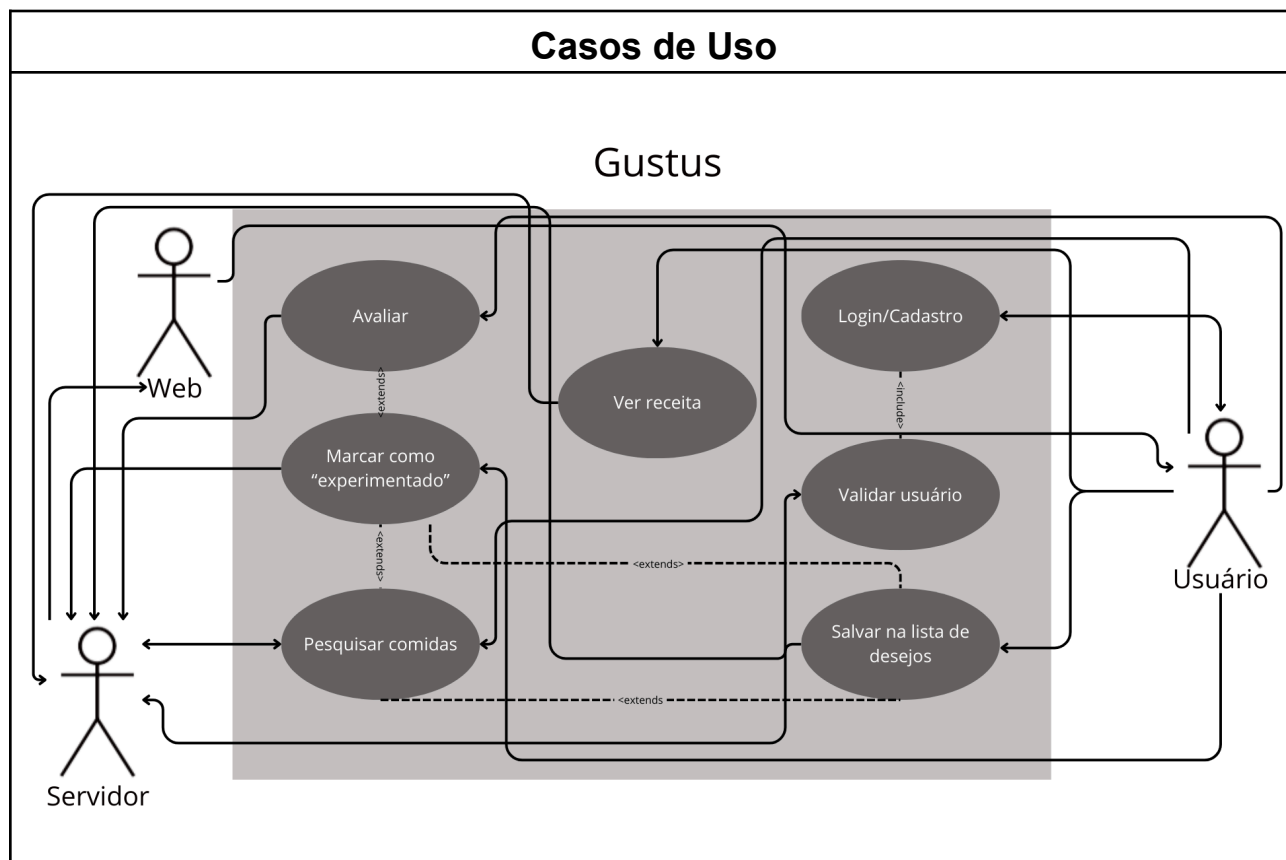 Casos de Uso
Gustus
Web
Avaliar
Login/Cadastro
<extends>
Ver receita
<include>
Marcar como
“experimentado”
Validar usuário
<extends>
<extends>
Usuário
Pesquisar comidas
Salvar na lista de
desejos
<extends
Servidor